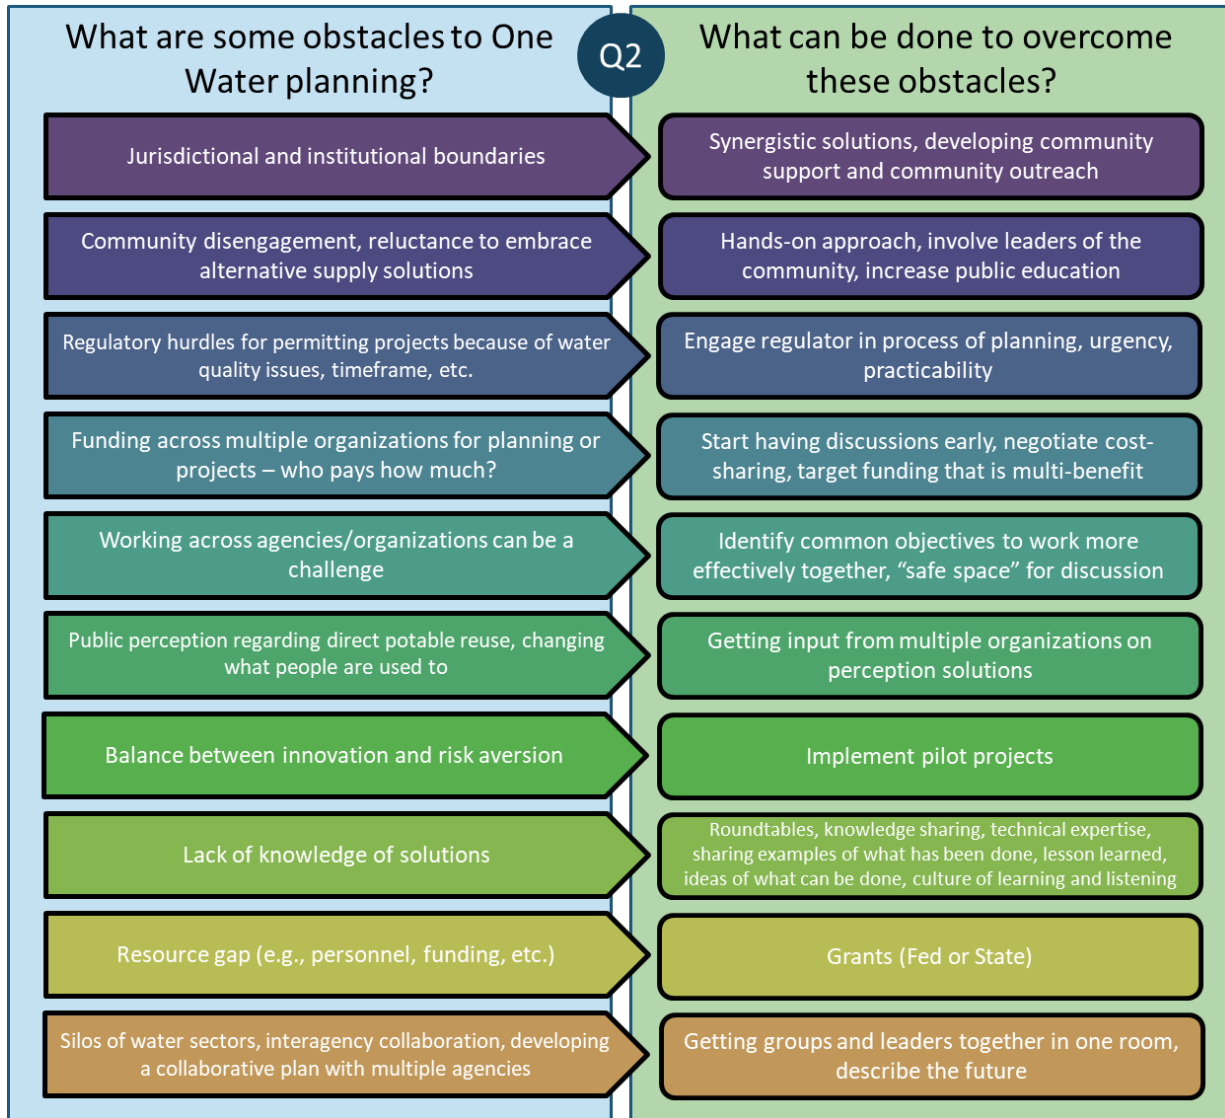 What are some obstacles to One
Water planning?
Q2
What can be done to overcome
these obstacles?
Jurisdictional and institutional boundaries
Synergistic solutions, developing community
support and community outreach
Community disengagement, reluctance to embrace
alternative supply solutions
Hands-on approach, involve leaders of the
community, increase public education
Regulatory hurdles for permitting projects because of water
quality issues, timeframe, etc.
Engage regulator in process of planning, urgency,
practicability
Funding across multiple organizations for planning or
projects – who pays how much?
Start having discussions early, negotiate cost-
sharing, target funding that is multi-benefit
Working across agencies/organizations can be a
challenge
Identify common objectives to work more
effectively together, “safe space” for discussion
Public perception regarding direct potable reuse, changing
what people are used to
Getting input from multiple organizations on
perception solutions
Balance between innovation and risk aversion
Implement pilot projects
Lack of knowledge of solutions
Roundtables, knowledge sharing, technical expertise,
sharing examples of what has been done, lesson learned,
ideas of what can be done, culture of learning and listening
Resource gap (e.g., personnel, funding, etc.)
Grants (Fed or State)
Silos of water sectors, interagency collaboration, developing
a collaborative plan with multiple agencies
Getting groups and leaders together in one room,
describe the future